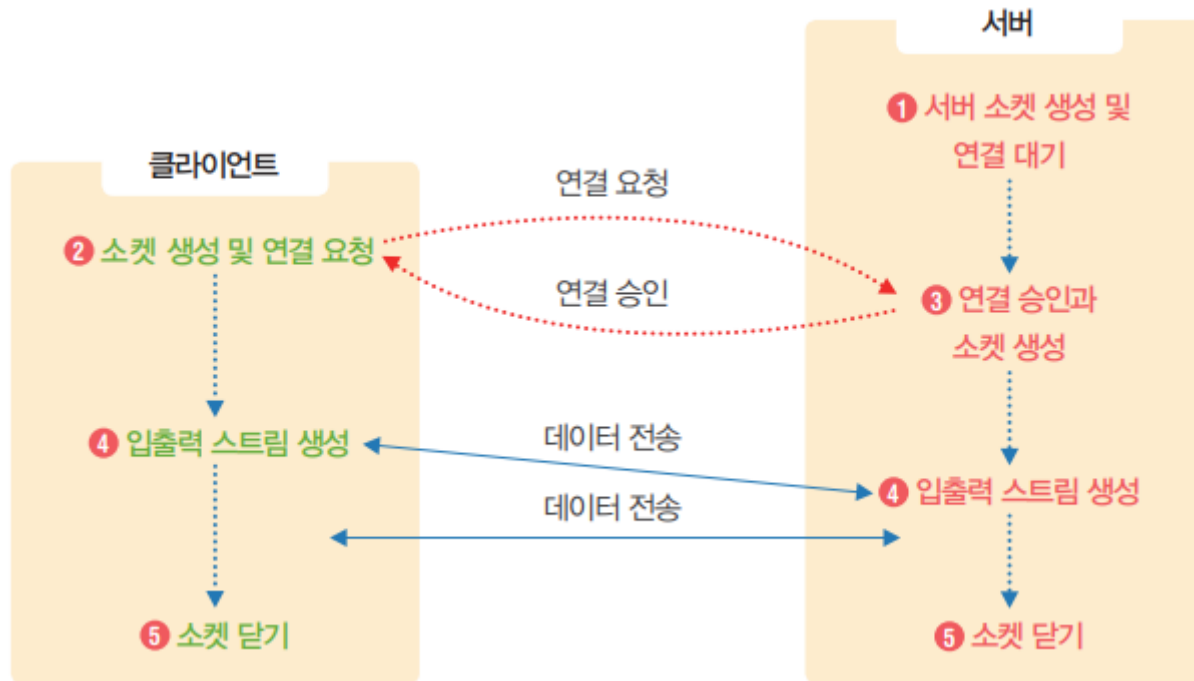 서버
❶ 서버 소켓 생성 및
연결 대기
클라이언트
연결 요청
❷ 소켓 생성 및 연결 요청
연결 승인
❸ 연결 승인과
소켓 생성
데이터 전송
❹ 입출력 스트림 생성
❹ 입출력 스트림 생성
데이터 전송
❺ 소켓 닫기
❺ 소켓 닫기